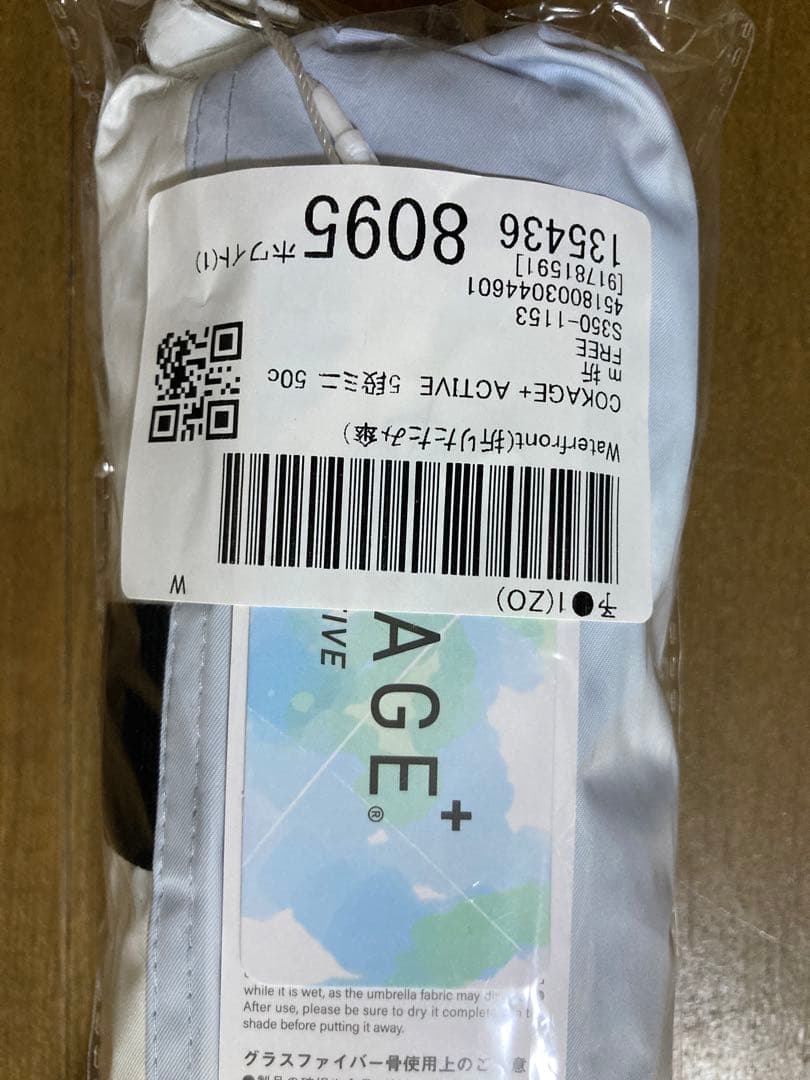 予●1(ZO)
W
Waterfront(折りたたみ傘)
COKAGE+ ACTIVE 5段ミニ 50c
m 折
FREE
S350-1153
4518003044601
[91781591]
135436 8095 ホワイト(1)
AGE+®
TIVE
while it is wet, as the umbrella fabric may
After use, please be sure to dry it
shade before putting it away.
グラスファイバー骨使用上のご 意